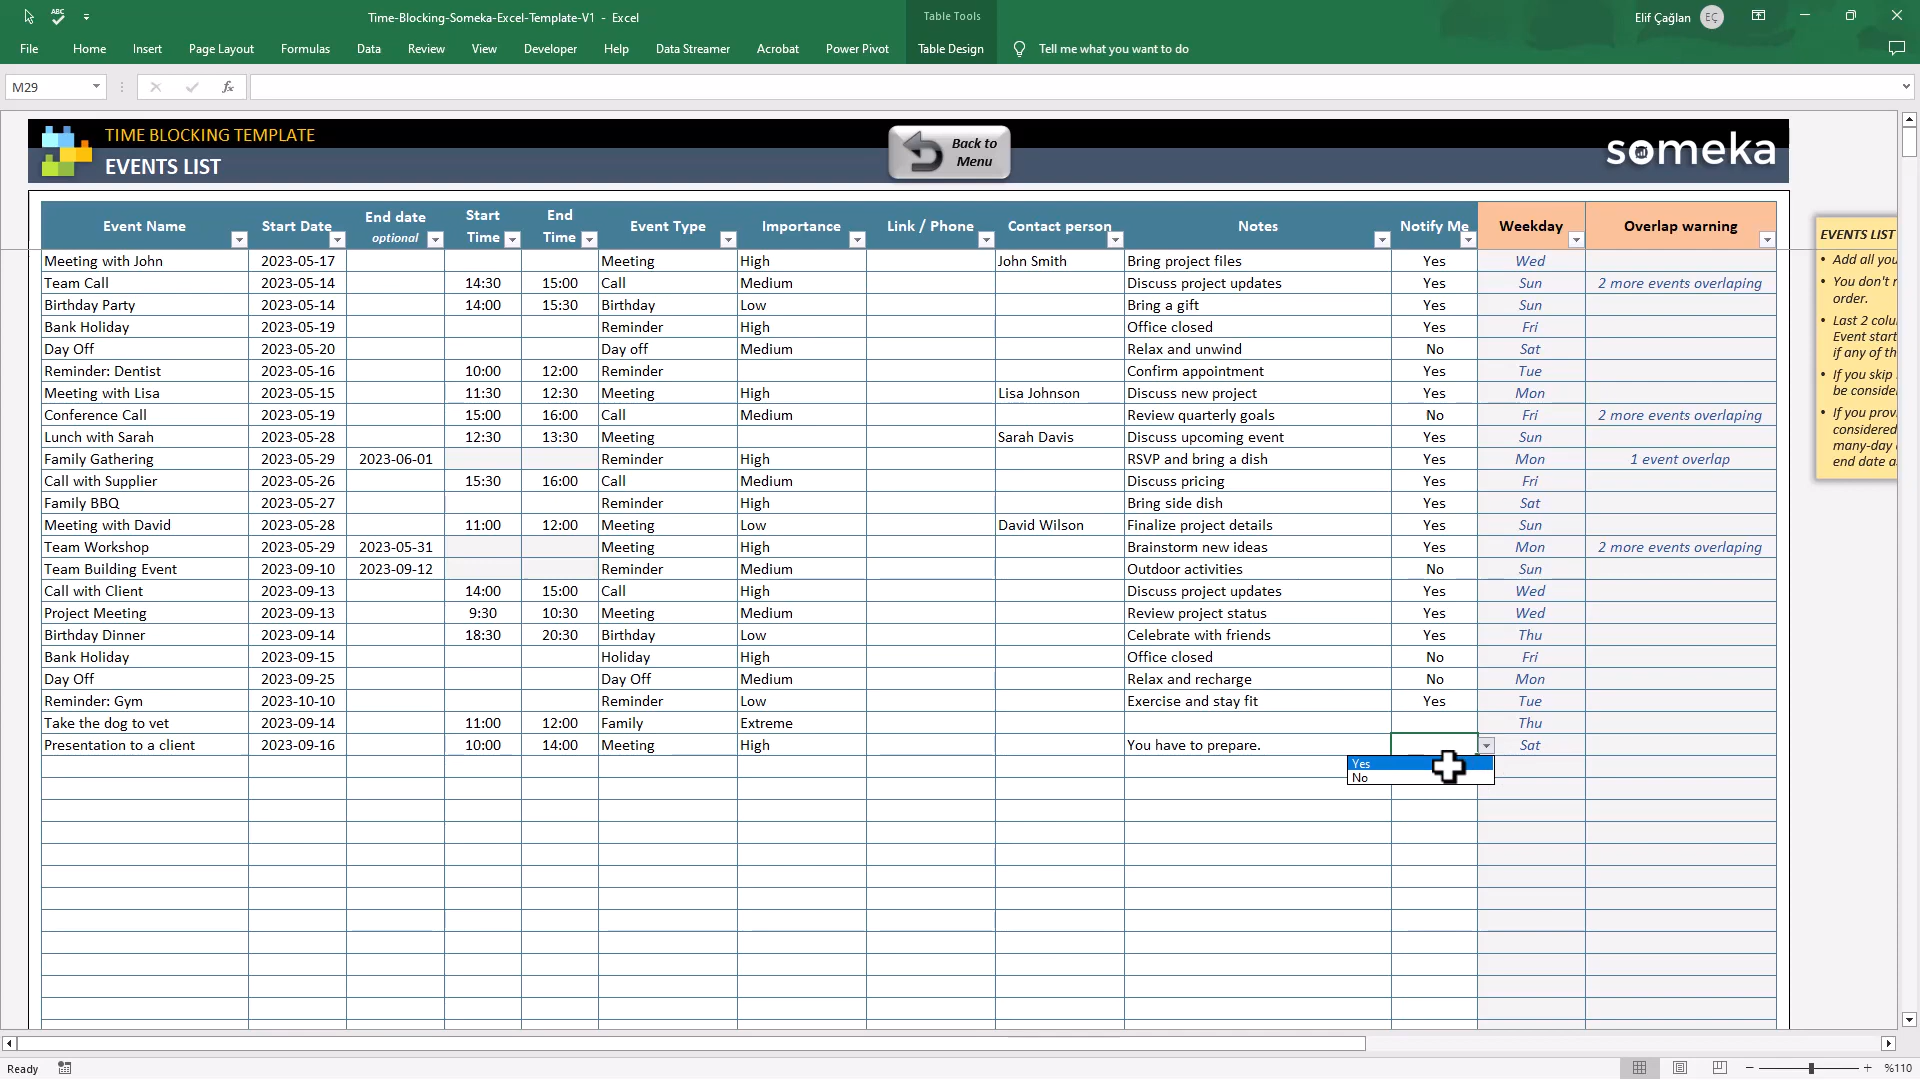 ABC
Time-Blocking-Someka-Excel-Template-V1 - Excel
Table Tools
Elif Çağlan
EÇ
File Home Insert Page Layout Formulas Data Review View Developer Help Data Streamer Acrobat Power Pivot Table Design Tell me what you want to do
M29
fx
TIME BLOCKING TEMPLATE
EVENTS LIST
Back to
Menu
someka
Event Name Start Date End date optional Start Time End Time Event Type Importance Link / Phone Contact person Notes Notify Me Weekday Overlap warning
Meeting with John 2023-05-17 Meeting High John Smith Bring project files Yes Wed
Team Call 2023-05-14 14:30 15:00 Call Medium Discuss project updates Yes Sun 2 more events overlaping
Birthday Party 2023-05-14 14:00 15:30 Birthday Low Bring a gift Yes Sun
Bank Holiday 2023-05-19 Reminder High Office closed Yes Fri
Day Off 2023-05-20 Day off Medium Relax and unwind No Sat
Reminder: Dentist 2023-05-16 10:00 12:00 Reminder Confirm appointment Yes Tue
Meeting with Lisa 2023-05-15 11:30 12:30 Meeting High Lisa Johnson Discuss new project Yes Mon
Conference Call 2023-05-19 15:00 16:00 Call Medium Review quarterly goals No Fri 2 more events overlaping
Lunch with Sarah 2023-05-28 12:30 13:30 Meeting Sarah Davis Discuss upcoming event Yes Sun
Family Gathering 2023-05-29 2023-06-01 Reminder High RSVP and bring a dish Yes Mon 1 event overlap
Call with Supplier 2023-05-26 15:30 16:00 Call Medium Discuss pricing Yes Fri
Family BBQ 2023-05-27 Reminder High Bring side dish Yes Sat
Meeting with David 2023-05-28 11:00 12:00 Meeting Low David Wilson Finalize project details Yes Sun
Team Workshop 2023-05-29 2023-05-31 Meeting High Brainstorm new ideas Yes Mon 2 more events overlaping
Team Building Event 2023-09-10 2023-09-12 Reminder Medium Outdoor activities No Sun
Call with Client 2023-09-13 14:00 15:00 Call High Discuss project updates Yes Wed
Project Meeting 2023-09-13 9:30 10:30 Meeting Medium Review project status Yes Wed
Birthday Dinner 2023-09-14 18:30 20:30 Birthday Low Celebrate with friends Yes Thu
Bank Holiday 2023-09-15 Holiday High Office closed No Fri
Day Off 2023-09-25 Day Off Medium Relax and recharge No Mon
Reminder: Gym 2023-10-10 Reminder Low Exercise and stay fit Yes Tue
Take the dog to vet 2023-09-14 11:00 12:00 Family Extreme Thu
Presentation to a client 2023-09-16 10:00 14:00 Meeting High You have to prepare. Sat
Yes
No
EVENTS LIST
• Add all you
• You don't
order.
• Last 2 colu
Event start
if any of th
• If you skip
be conside
• If you prov
considered
many-day
end date a
Ready
%110